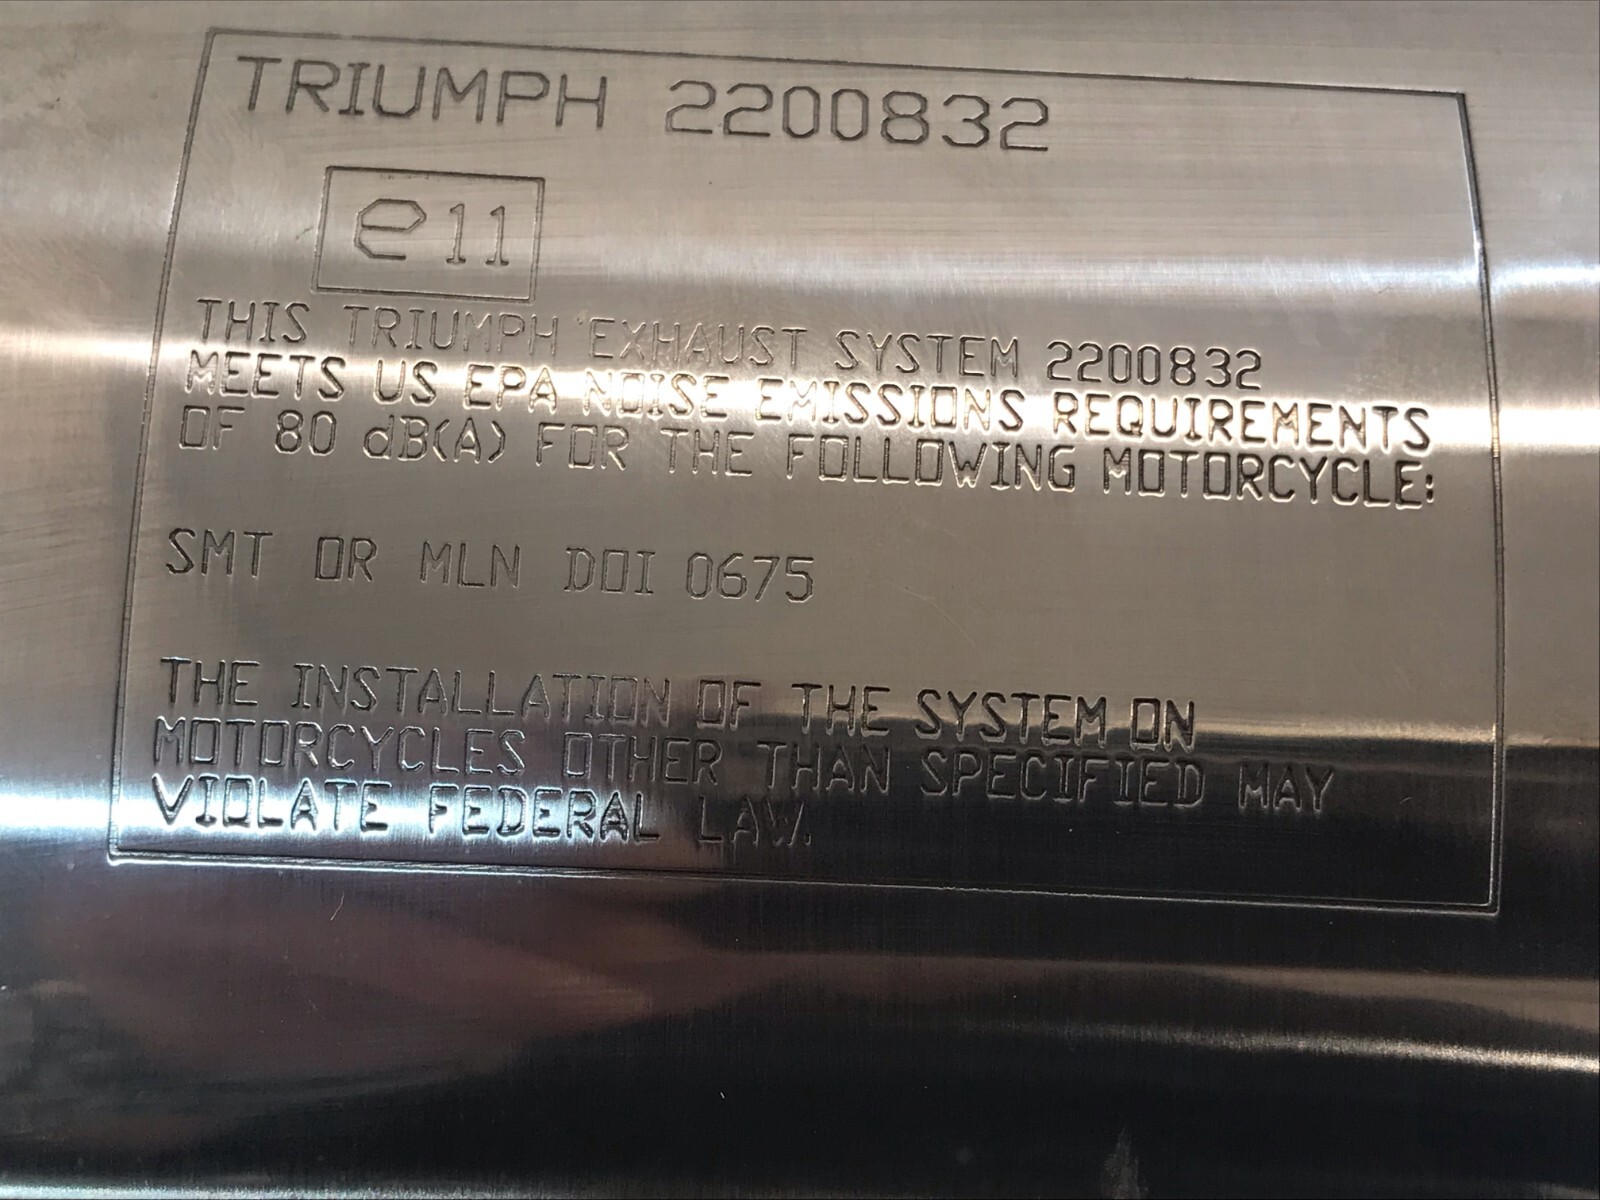 TRIUMPH 2200832
e11
THIS TRIUMPH EXHAUST SYSTEM 2200832
MEETS US EPA NOISE EMISSIONS REQUIREMENTS
OF 80 dB(A) FOR THE FOLLOWING MOTORCYCLE:
SMT OR MLN DOI 0675
THE INSTALLATION OF THE SYSTEM ON
MOTORCYCLES OTHER THAN SPECIFIED MAY
VIOLATE FEDERAL LAW.